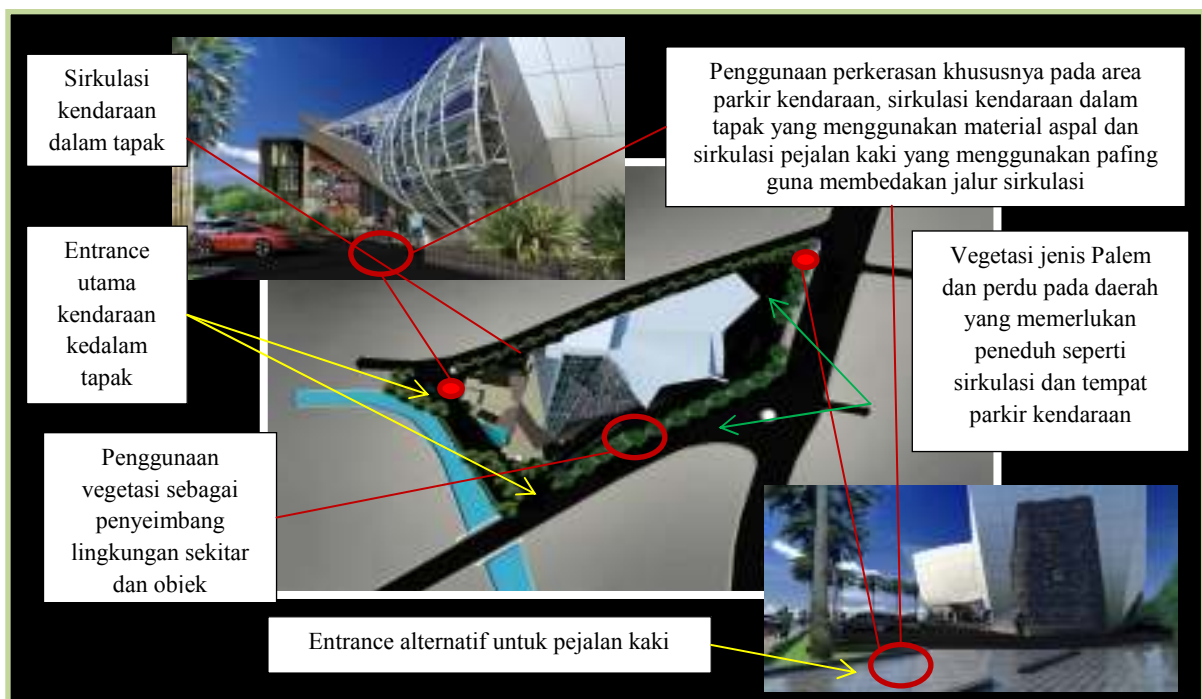 Sirkulasi
kendaraan
dalam tapak
Penggunaan perkerasan khususnya pada area
parkir kendaraan, sirkulasi kendaraan dalam
tapak yang menggunakan material aspal dan
sirkulasi pejalan kaki yang menggunakan pafing
guna membedakan jalur sirkulasi
Entrance
utama
kendaraan
kedalam
tapak
Vegetasi jenis Palem
dan perdu pada daerah
yang memerlukan
peneduh seperti
sirkulasi dan tempat
parkir kendaraan
Penggunaan
vegetasi sebagai
penyeimbang
lingkungan sekitar
dan objek
Entrance alternatif untuk pejalan kaki